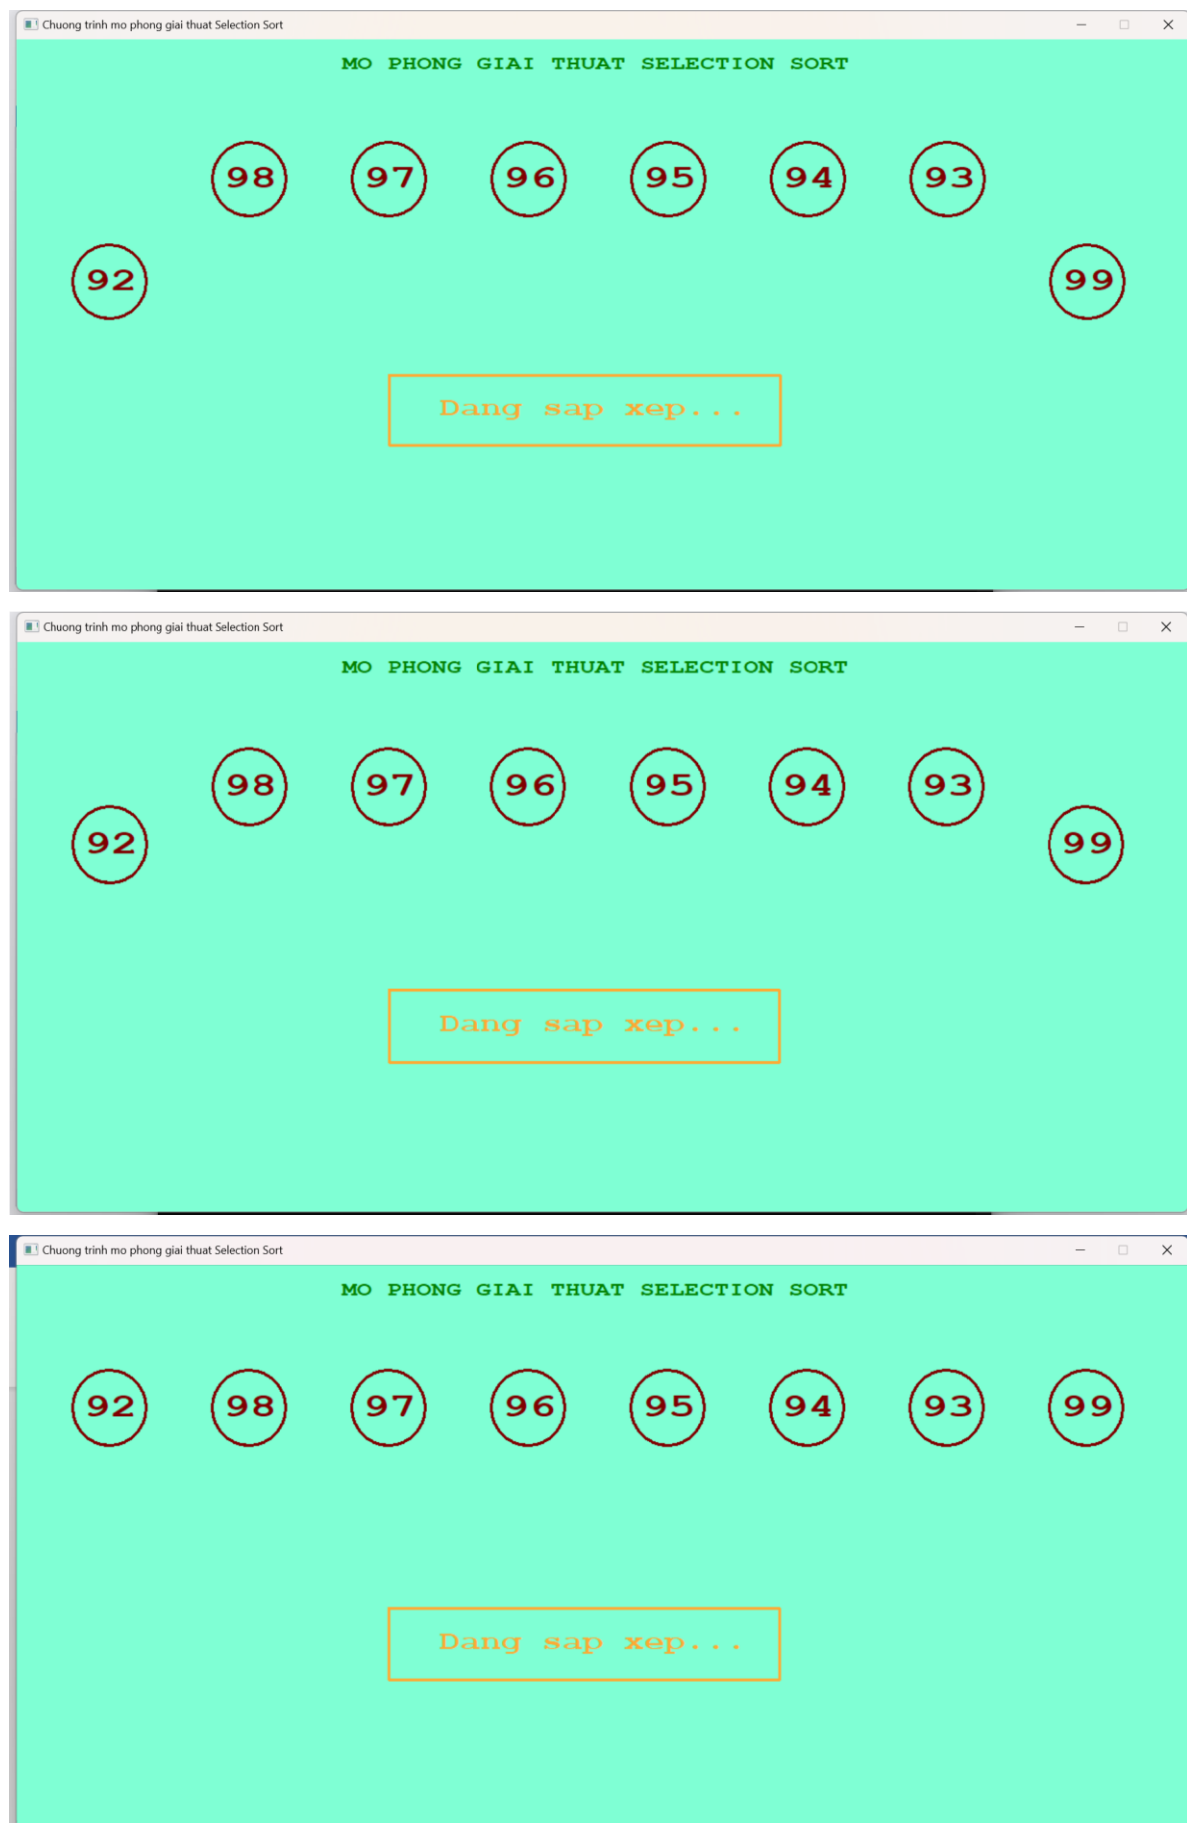 Chuong trinh mo phong giai thuat Selection Sort
MO PHONG GIAI THUAT SELECTION SORT
98 97 96 95 94 93
92 99
Dang sap xep...
Chuong trinh mo phong giai thuat Selection Sort
MO PHONG GIAI THUAT SELECTION SORT
98 97 96 95 94 93
92 99
Dang sap xep...
Chuong trinh mo phong giai thuat Selection Sort
MO PHONG GIAI THUAT SELECTION SORT
92 98 97 96 95 94 93 99
Dang sap xep...